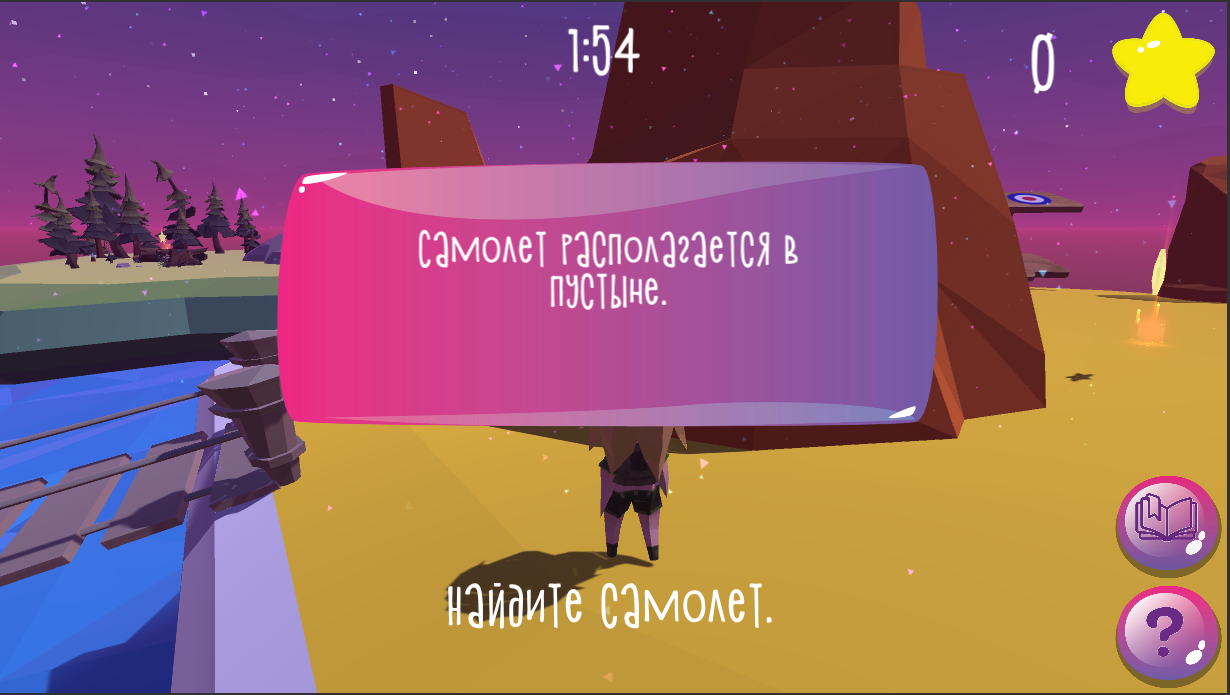 1:54
0
Самолет располагается в
пустыне.
?
Найдите самолет.